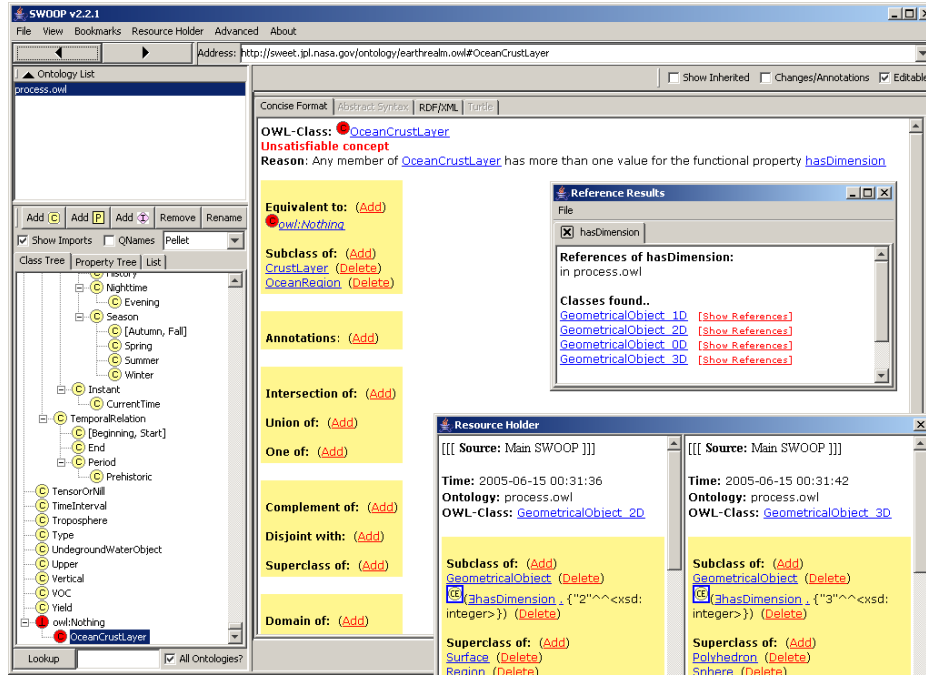 SWOOP v2.2.1
File View Bookmarks Resource Holder Advanced About
Address: http://sweet.jpl.nasa.gov/ontology/earthrealm.owl#OceanCrustLayer
Ontology List
process.owl
Show Inherited Changes/Annotations Editable
Add C Add P Add I Remove Rename
Show Imports QNames Pellet
Class Tree Property Tree List
History
C Nighttime
C Evening
C Season
C [Autumn, Fall]
C Spring
C Summer
C Winter
C Instant
C CurrentTime
C TemporalRelation
C [Beginning, Start]
C End
C Period
C Prehistoric
C TensorOrNill
C TimeInterval
C Troposphere
C Type
C UndegroundWaterObject
C Upper
C Vertical
C VOC
C Yield
owl:Nothing
C OceanCrustLayer
Lookup All Ontologies?
Concise Format Abstract Syntax RDF/XML Turtle
OWL-Class: C OceanCrustLayer
Unsatisfiable concept
Reason: Any member of OceanCrustLayer has more than one value for the functional property hasDimension
Equivalent to: (Add)
C owl:Nothing
Subclass of: (Add)
CrustLayer (Delete)
OceanRegion (Delete)
Annotations: (Add)
Intersection of: (Add)
Union of: (Add)
One of: (Add)
Complement of: (Add)
Disjoint with: (Add)
Superclass of: (Add)
Domain of: (Add)
Reference Results
File
hasDimension
References of hasDimension:
in process.owl
Classes found..
GeometricalObject_1D [Show References]
GeometricalObject_2D [Show References]
GeometricalObject_0D [Show References]
GeometricalObject_3D [Show References]
Resource Holder
[[[ Source: Main SWOOP ]]]
Time: 2005-06-15 00:31:36
Ontology: process.owl
OWL-Class: GeometricalObject_2D
Subclass of: (Add)
GeometricalObject (Delete)
CE (∃hasDimension . {"2"^^<xsd:
integer>}) (Delete)
Superclass of: (Add)
Surface (Delete)
Region (Delete)
[[[ Source: Main SWOOP ]]]
Time: 2005-06-15 00:31:42
Ontology: process.owl
OWL-Class: GeometricalObject_3D
Subclass of: (Add)
GeometricalObject (Delete)
CE (∃hasDimension . {"3"^^<xsd:
integer>}) (Delete)
Superclass of: (Add)
Polyhedron (Delete)
Sphere (Delete)